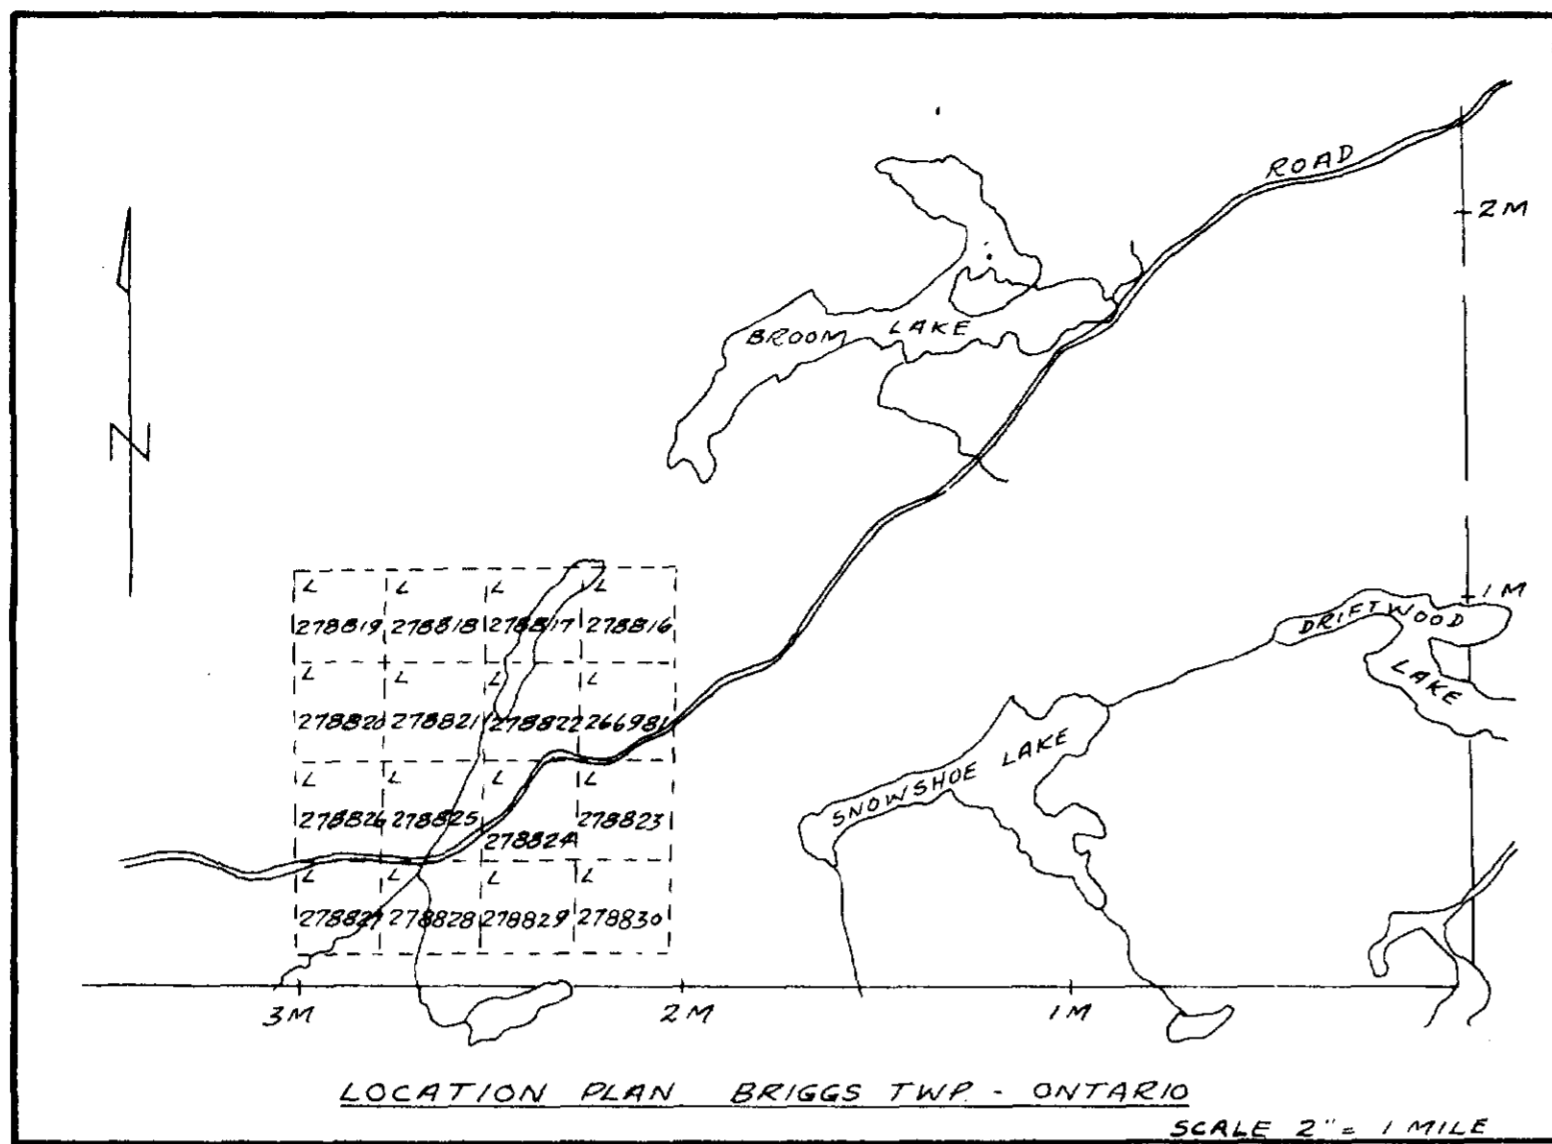 ROAD
2M
BROOM LAKE
N
1M
DRIFTWOOD
LAKE
L L L L
278819 278818 278817 278816
L L L L
278820 278821 278822 266981
SNOWSHOE LAKE
L L L L
278826 278825 278824 278823
L L L L
278827 278828 278829 278830
3M 2M 1M
LOCATION PLAN BRIGGS TWP. - ONTARIO
SCALE 2" = 1 MILE